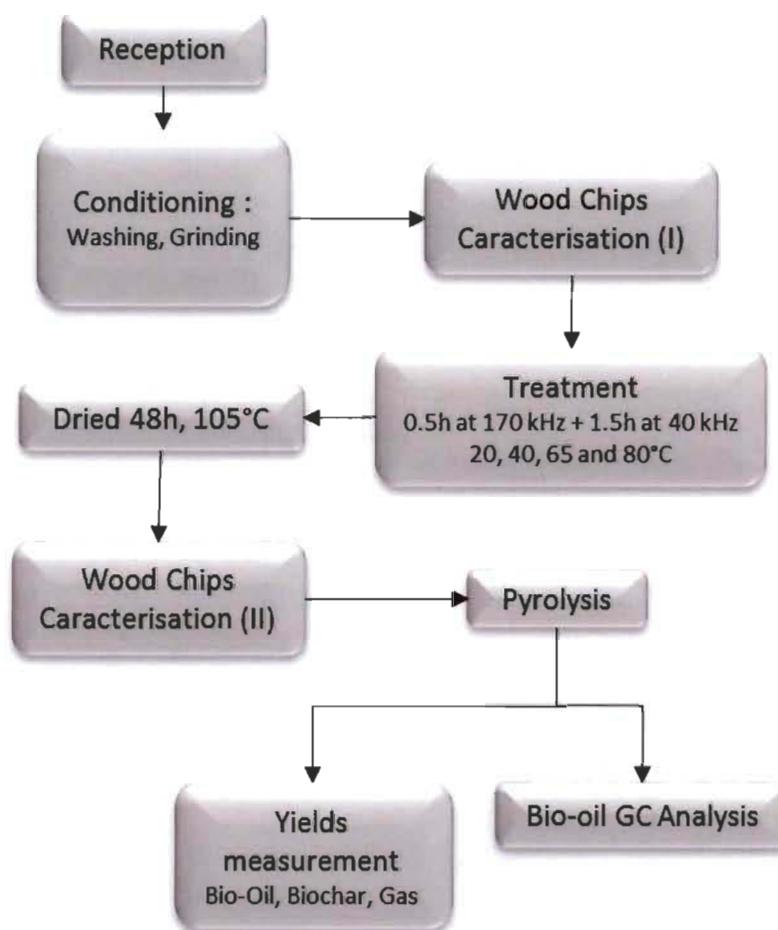 Reception
Conditioning :
Washing, Grinding
Wood Chips
Caracterisation (I)
Treatment
0.5h at 170 kHz + 1.5h at 40 kHz
20, 40, 65 and 80°C
Dried 48h, 105°C
Wood Chips
Caracterisation (II)
Pyrolysis
Yields
measurement
Bio-Oil, Biochar, Gas
Bio-oil GC Analysis